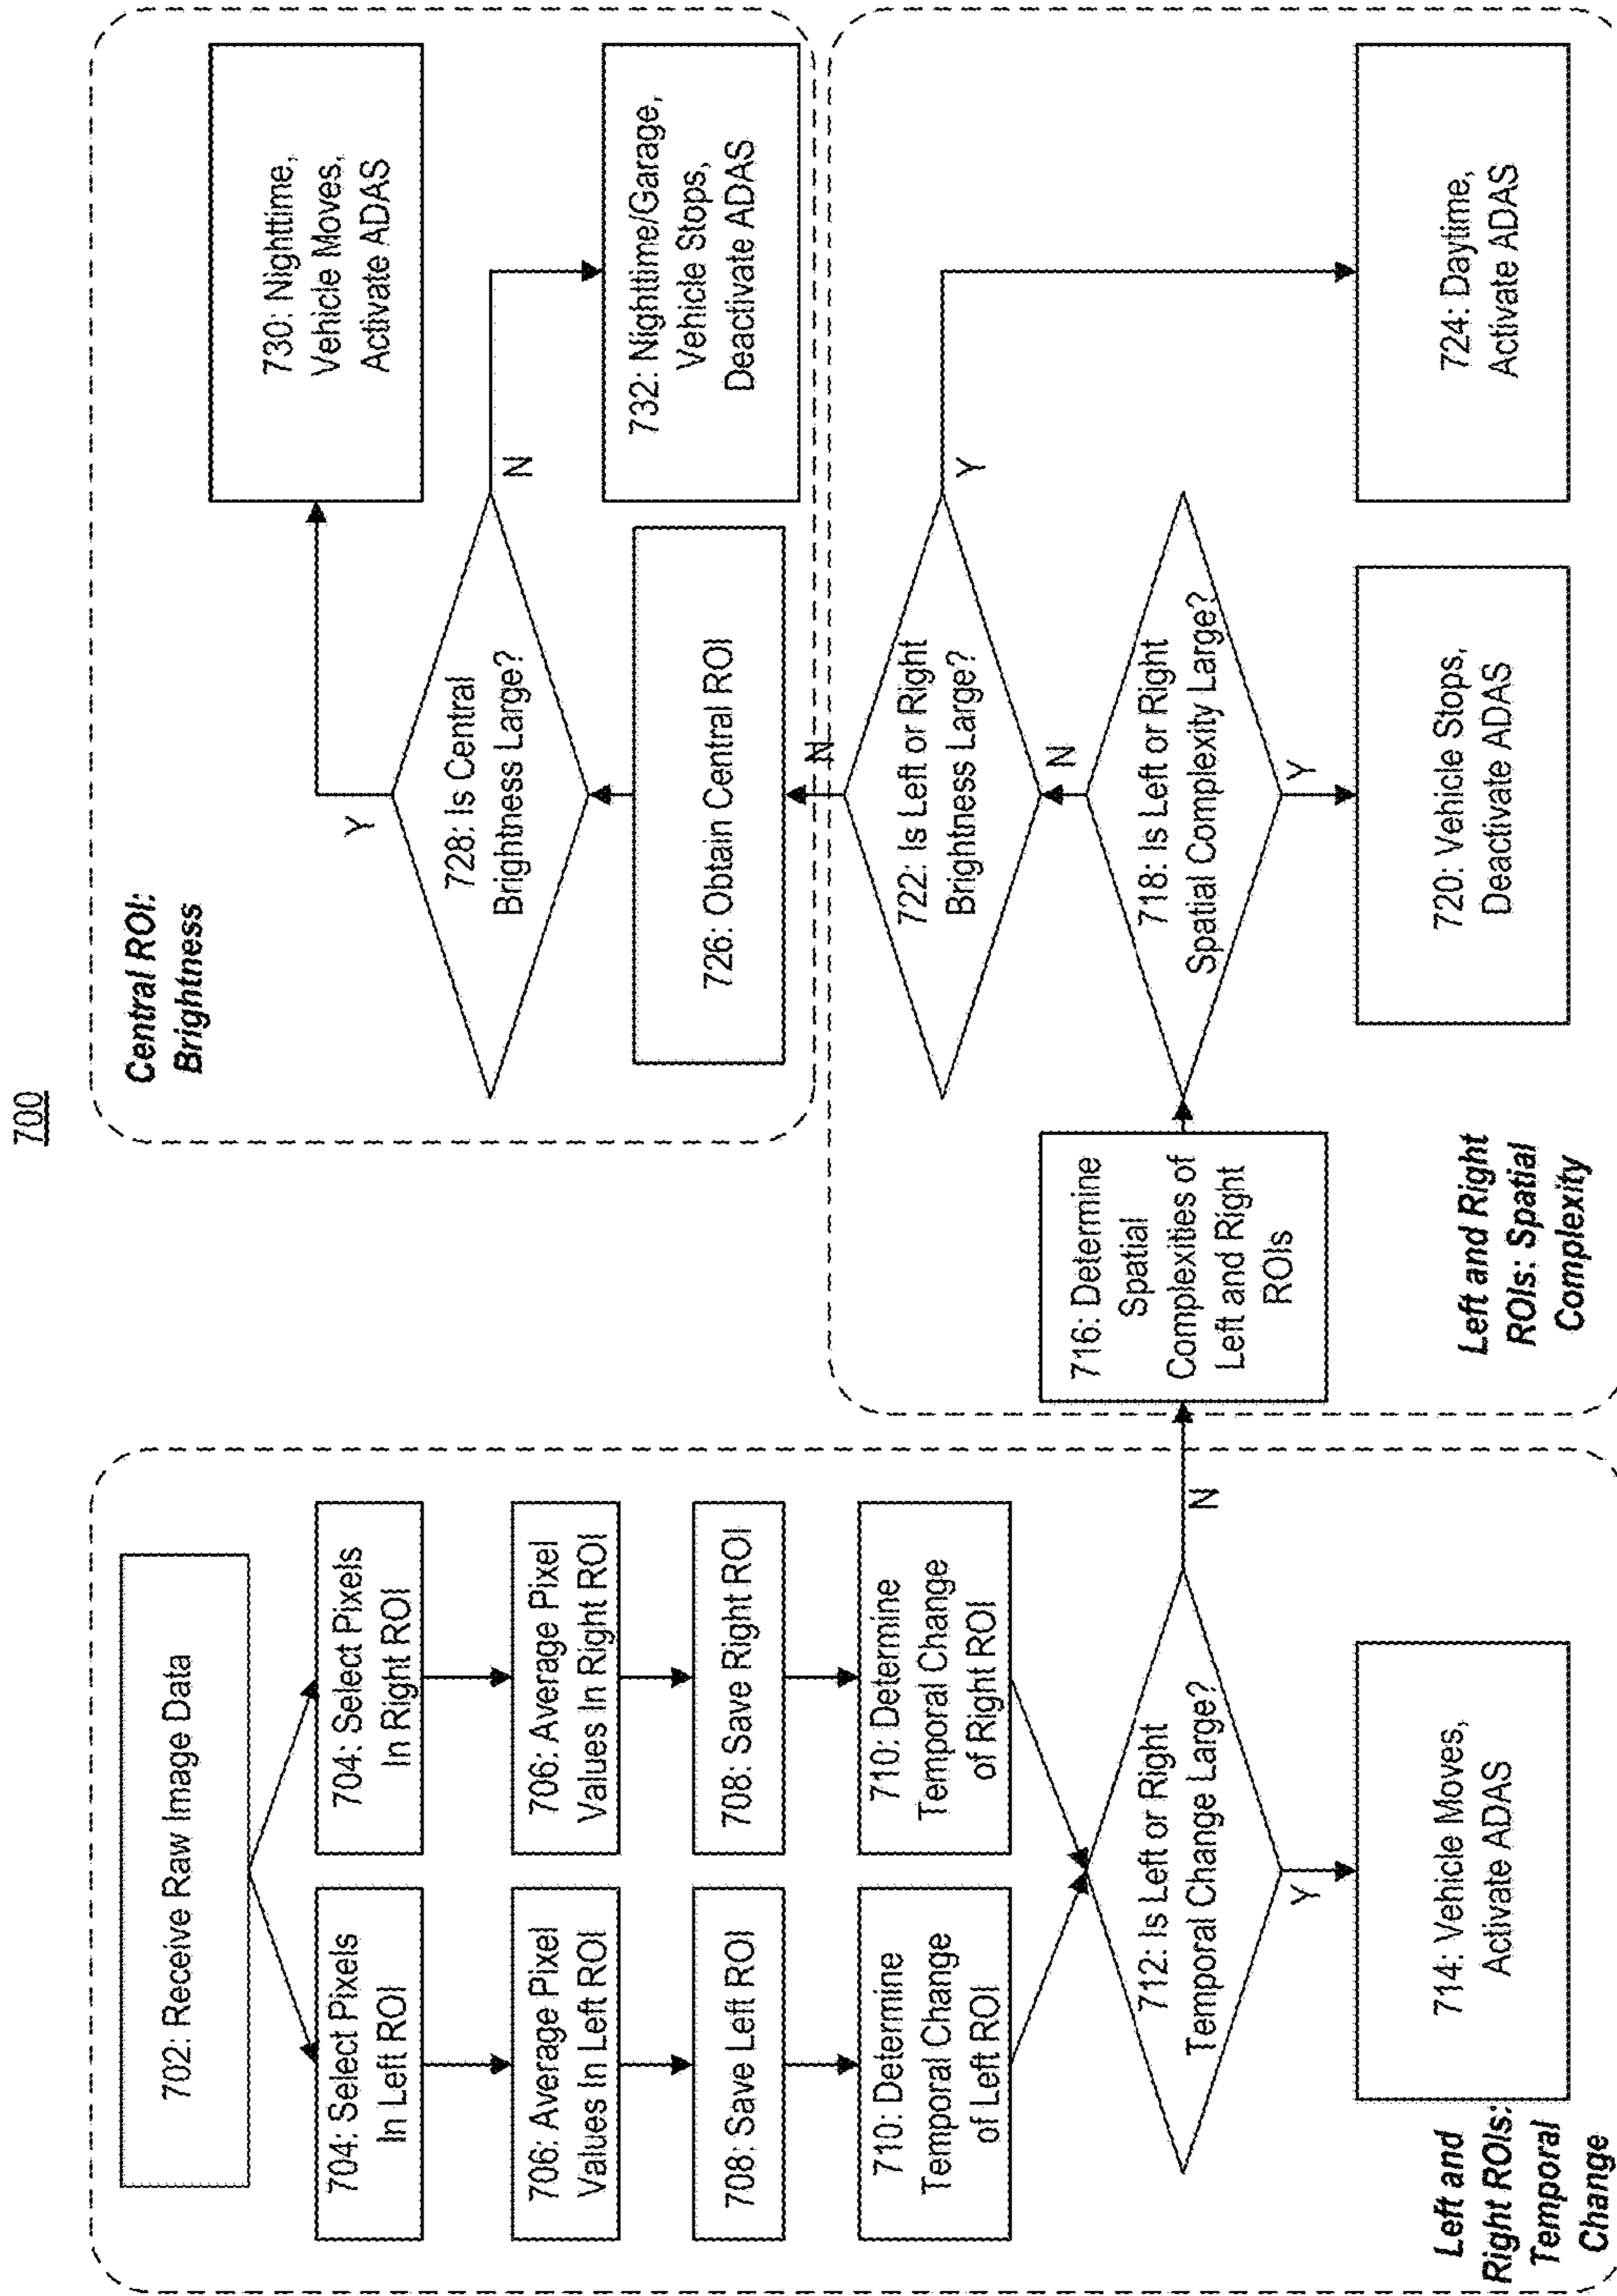 700
702: Receive Raw Image Data
704: Select Pixels
In Left ROI
704: Select Pixels
In Right ROI
706: Average Pixel
Values In Left ROI
706: Average Pixel
Values In Right ROI
708: Save Left ROI
708: Save Right ROI
710: Determine
Temporal Change
of Left ROI
710: Determine
Temporal Change
of Right ROI
712: Is Left or Right
Temporal Change Large?
N
Y
714: Vehicle Moves,
Activate ADAS
Left and
Right ROIs:
Temporal
Change
Central ROI:
Brightness
730: Nighttime,
Vehicle Moves,
Activate ADAS
Y
728: Is Central
Brightness Large?
N
732: Nighttime/Garage,
Vehicle Stops,
Deactivate ADAS
726: Obtain Central ROI
N
722: Is Left or Right
Brightness Large?
Y
N
716: Determine
Spatial
Complexities of
Left and Right
ROIs
718: Is Left or Right
Spatial Complexity Large?
Y
720: Vehicle Stops,
Deactivate ADAS
724: Daytime,
Activate ADAS
Left and Right
ROIs: Spatial
Complexity